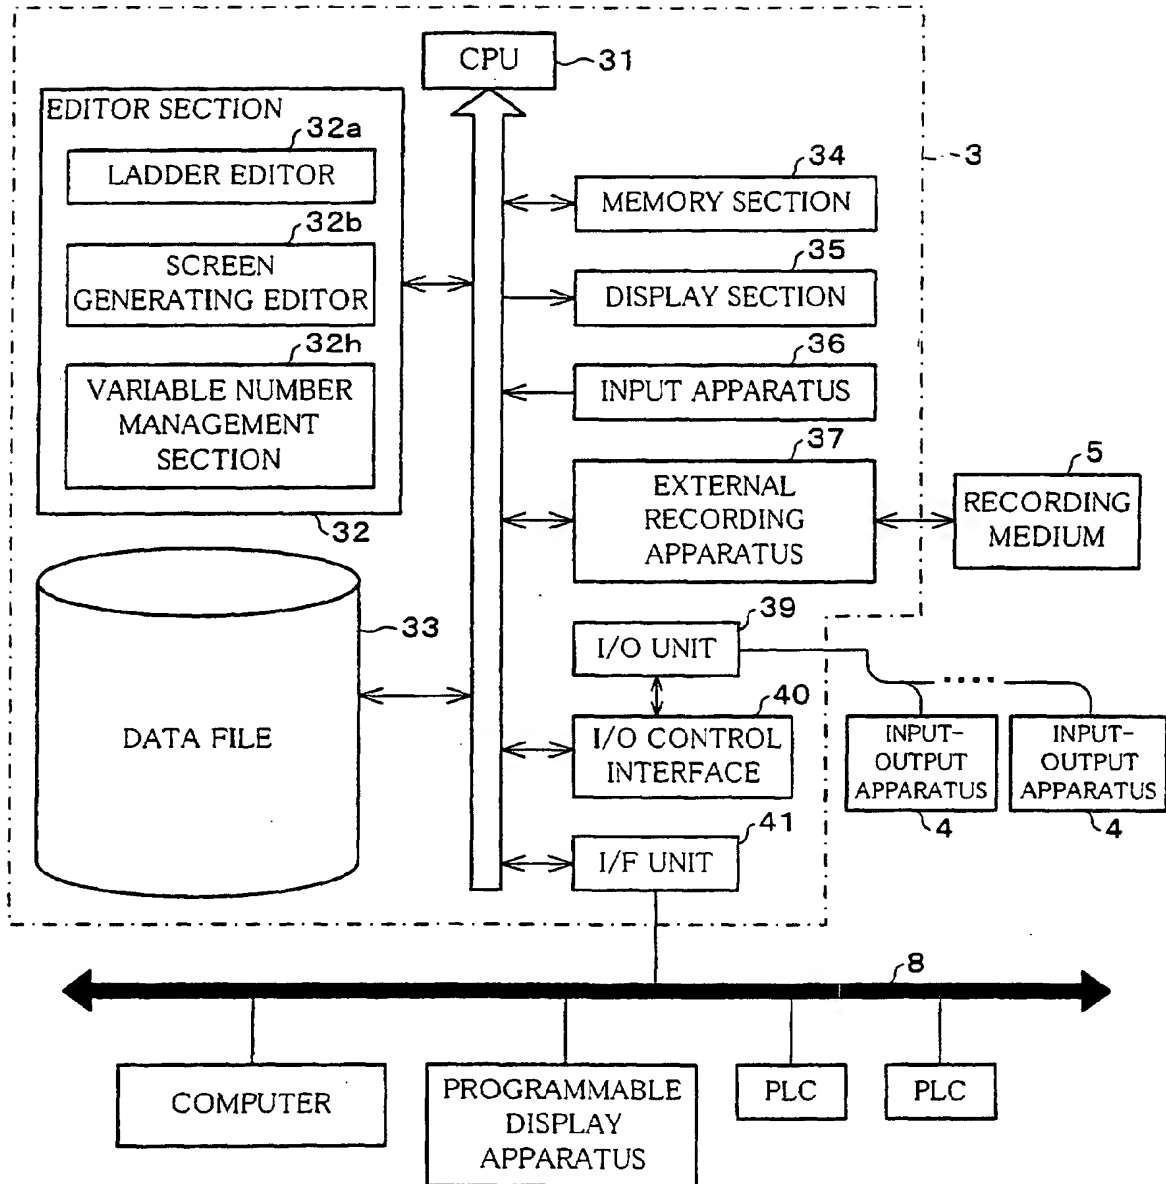 CPU
31
EDITOR SECTION
32a
LADDER EDITOR
32b
SCREEN
GENERATING EDITOR
32h
VARIABLE NUMBER
MANAGEMENT
SECTION
32
3
34
MEMORY SECTION
35
DISPLAY SECTION
36
INPUT APPARATUS
37
EXTERNAL
RECORDING
APPARATUS
5
RECORDING
MEDIUM
33
DATA FILE
39
I/O UNIT
40
I/O CONTROL
INTERFACE
INPUT-
OUTPUT
APPARATUS
4
INPUT-
OUTPUT
APPARATUS
4
41
I/F UNIT
8
COMPUTER
PROGRAMMABLE
DISPLAY
APPARATUS
PLC
PLC